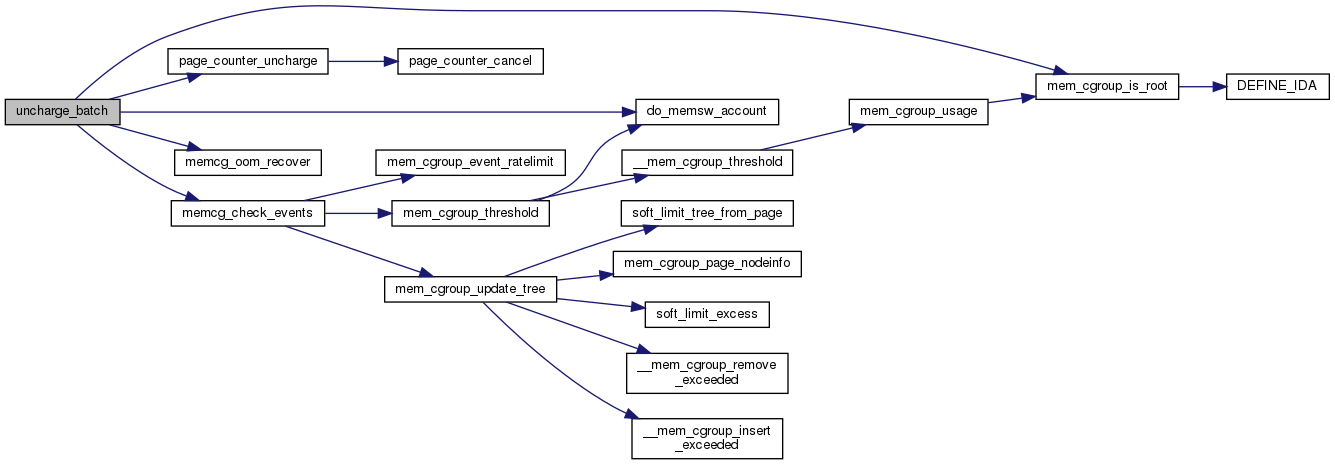 uncharge_batch
page_counter_uncharge
page_counter_cancel
mem_cgroup_is_root
DEFINE_IDA
do_memsw_account
mem_cgroup_usage
memcg_oom_recover
mem_cgroup_event_ratelimit
__mem_cgroup_threshold
memcg_check_events
mem_cgroup_threshold
soft_limit_tree_from_page
mem_cgroup_page_nodeinfo
mem_cgroup_update_tree
soft_limit_excess
__mem_cgroup_remove
_exceeded
__mem_cgroup_insert
_exceeded